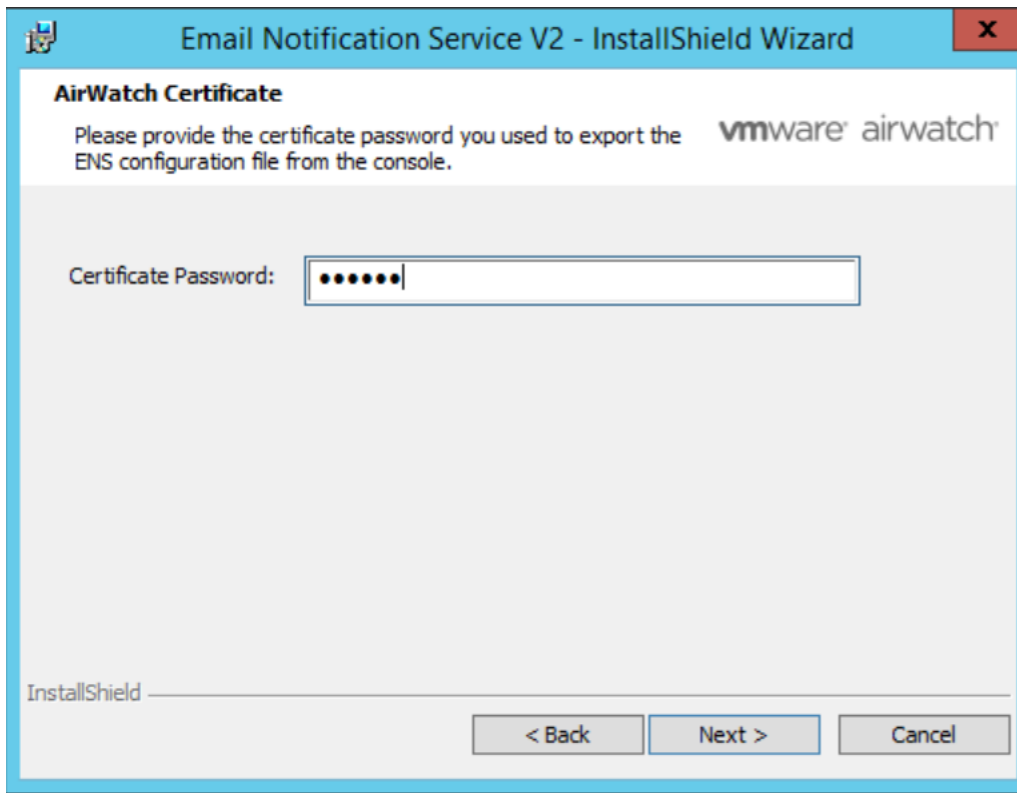 Email Notification Service V2 - InstallShield Wizard
x
AirWatch Certificate
Please provide the certificate password you used to export the
ENS configuration file from the console.
vmware airwatch
Certificate Password:
••••••
InstallShield
< Back
Next >
Cancel